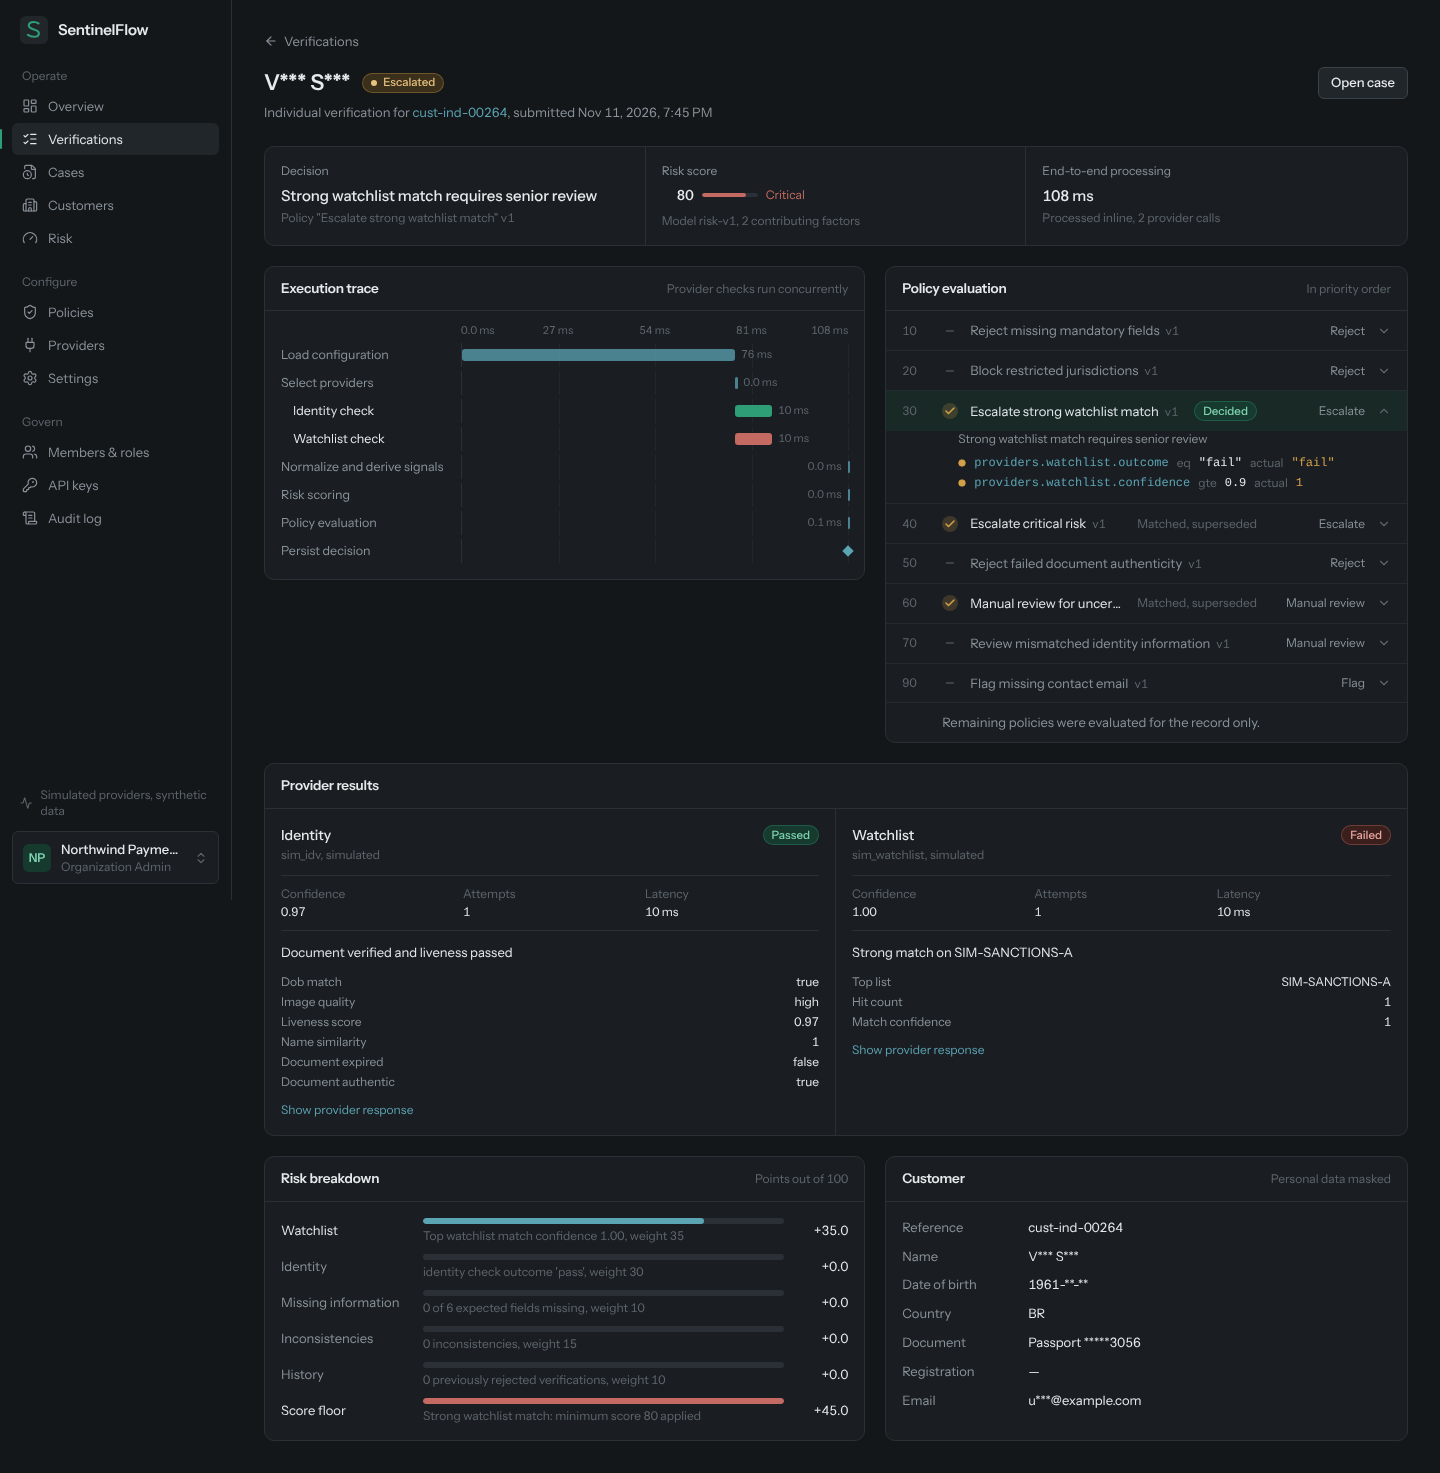 SentinelFlow
Operate
Overview
Verifications
Cases
Customers
Risk
Configure
Policies
Providers
Settings
Govern
Members & roles
API keys
Audit log
Simulated providers, synthetic
data
NP
Northwind Payme...
Organization Admin
Verifications
V*** S*** Escalated
Open case
Individual verification for cust-ind-00264, submitted Nov 11, 2026, 7:45 PM
Decision
Strong watchlist match requires senior review
Policy "Escalate strong watchlist match" v1
Risk score
80 Critical
Model risk-v1, 2 contributing factors
End-to-end processing
108 ms
Processed inline, 2 provider calls
Execution trace Provider checks run concurrently
0.0 ms 27 ms 54 ms 81 ms 108 ms
Load configuration 76 ms
Select providers 0.0 ms
Identity check 10 ms
Watchlist check 10 ms
Normalize and derive signals 0.0 ms
Risk scoring 0.0 ms
Policy evaluation 0.1 ms
Persist decision
Policy evaluation In priority order
10 – Reject missing mandatory fields v1 Reject
20 – Block restricted jurisdictions v1 Reject
30 Escalate strong watchlist match v1 Decided Escalate
Strong watchlist match requires senior review
providers.watchlist.outcome eq "fail" actual "fail"
providers.watchlist.confidence gte 0.9 actual 1
40 Escalate critical risk v1 Matched, superseded Escalate
50 – Reject failed document authenticity v1 Reject
60 Manual review for uncer... Matched, superseded Manual review
70 – Review mismatched identity information v1 Manual review
90 – Flag missing contact email v1 Flag
Remaining policies were evaluated for the record only.
Provider results
Identity Passed
sim_idv, simulated
Confidence Attempts Latency
0.97 1 10 ms
Document verified and liveness passed
Dob match true
Image quality high
Liveness score 0.97
Name similarity 1
Document expired false
Document authentic true
Show provider response
Watchlist Failed
sim_watchlist, simulated
Confidence Attempts Latency
1.00 1 10 ms
Strong match on SIM-SANCTIONS-A
Top list SIM-SANCTIONS-A
Hit count 1
Match confidence 1
Show provider response
Risk breakdown Points out of 100
Watchlist +35.0
Top watchlist match confidence 1.00, weight 35
Identity +0.0
identity check outcome 'pass', weight 30
Missing information +0.0
0 of 6 expected fields missing, weight 10
Inconsistencies +0.0
0 inconsistencies, weight 15
History +0.0
0 previously rejected verifications, weight 10
Score floor +45.0
Strong watchlist match: minimum score 80 applied
Customer Personal data masked
Reference cust-ind-00264
Name V*** S***
Date of birth 1961-**-**
Country BR
Document Passport *****3056
Registration —
Email u***@example.com